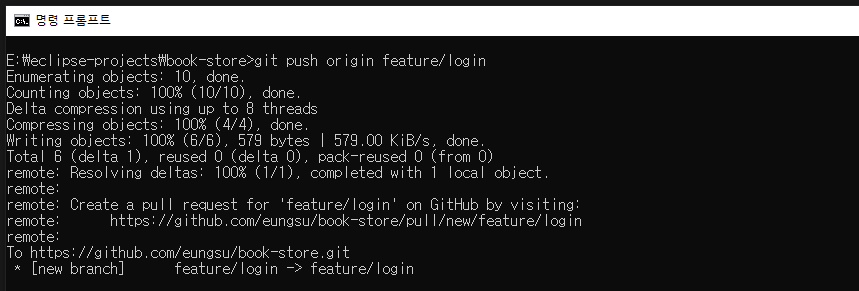 명령 프롬프트
E:₩eclipse-projects₩book-store>git push origin feature/login
Enumerating objects: 10, done.
Counting objects: 100% (10/10), done.
Delta compression using up to 8 threads
Compressing objects: 100% (4/4), done.
Writing objects: 100% (6/6), 579 bytes | 579.00 KiB/s, done.
Total 6 (delta 1), reused 0 (delta 0), pack-reused 0 (from 0)
remote: Resolving deltas: 100% (1/1), completed with 1 local object.
remote:
remote: Create a pull request for 'feature/login' on GitHub by visiting:
remote:      https://github.com/eungsu/book-store/pull/new/feature/login
remote:
To https://github.com/eungsu/book-store.git
 * [new branch]      feature/login -> feature/login